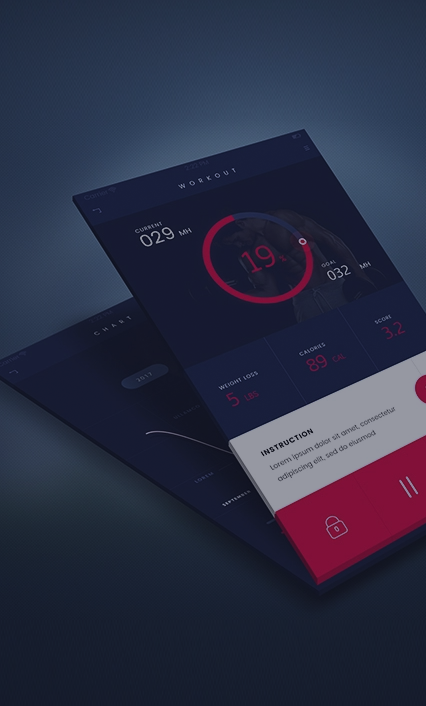 WORKOUT
CURRENT
029 MH
19
GOAL
032 MH
WEIGHT LOSS
5 LBS
CALORIES
89 CAL
SCORE
3.2
INSTRUCTION
Lorem ipsum dolor sit amet, consectetur
adipiscing elit, sed do eiusmod
0
CHART
2017
SEPTEMBER